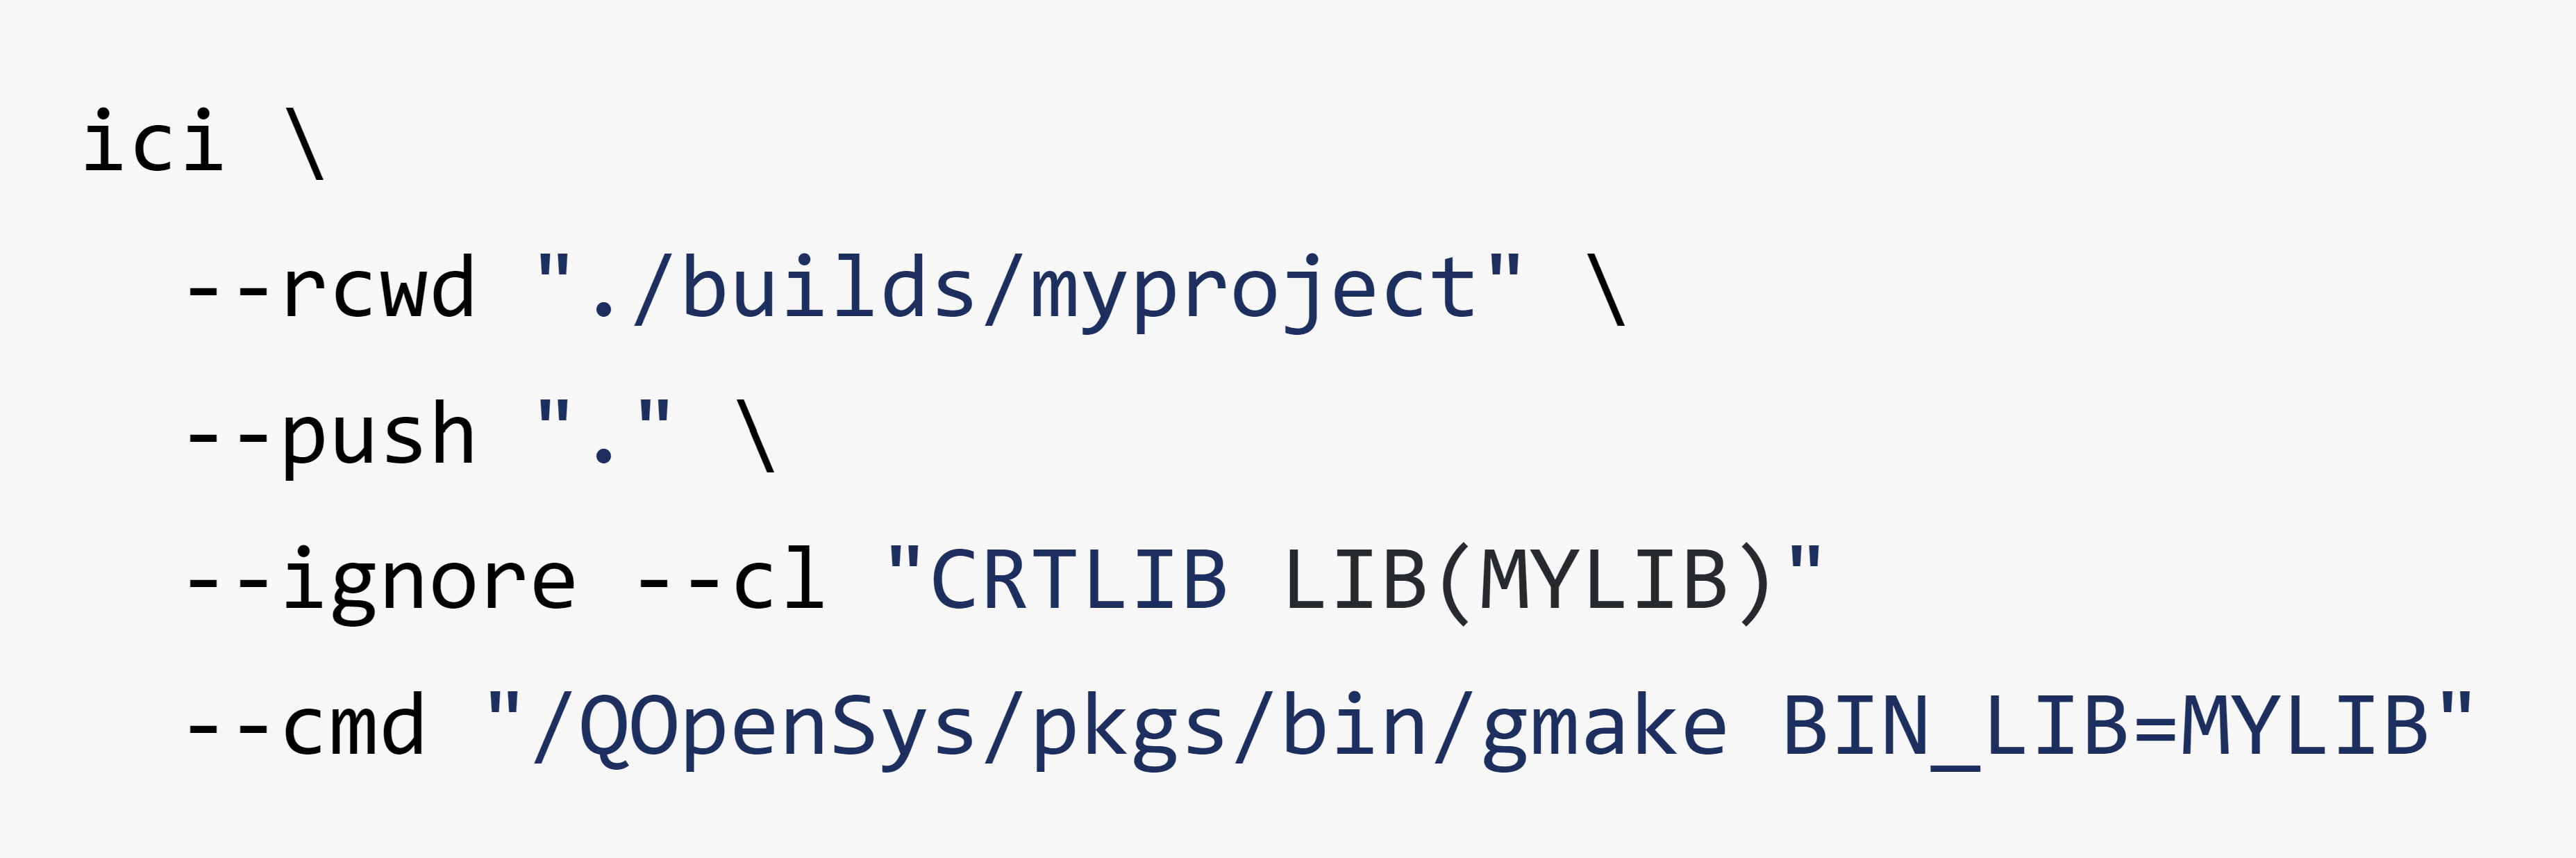 ici \
--rcwd "./builds/myproject" \
--push "." \
--ignore --cl "CRTLIB LIB(MYLIB)"
--cmd "/QOpenSys/pkgs/bin/gmake BIN_LIB=MYLIB"